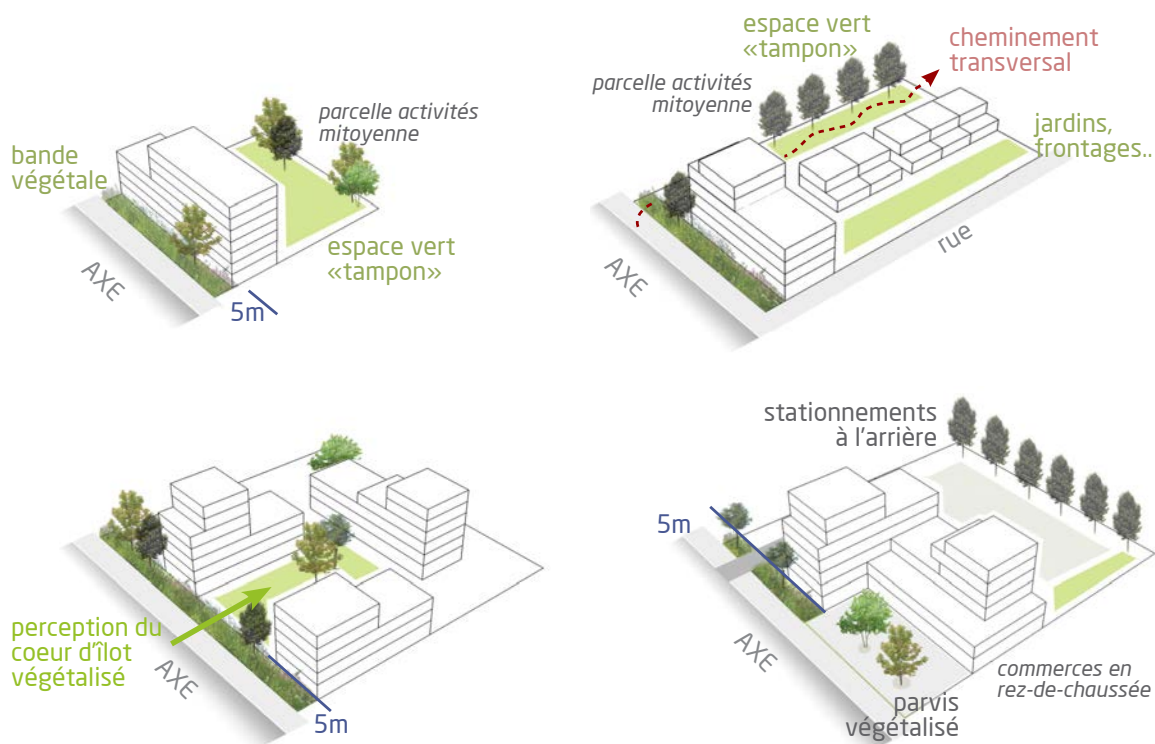 bande
végétale
parcelle activités
mitoyenne
espace vert
«tampon»
AXE
5m
espace vert
«tampon»
cheminement
transversal
parcelle activités
mitoyenne
jardins,
frontages..
rue
AXE
perception du
coeur d'îlot
végétalisé
AXE
5m
stationnements
à l'arrière
5m
AXE
parvis
végétalisé
commerces en
rez-de-chaussée